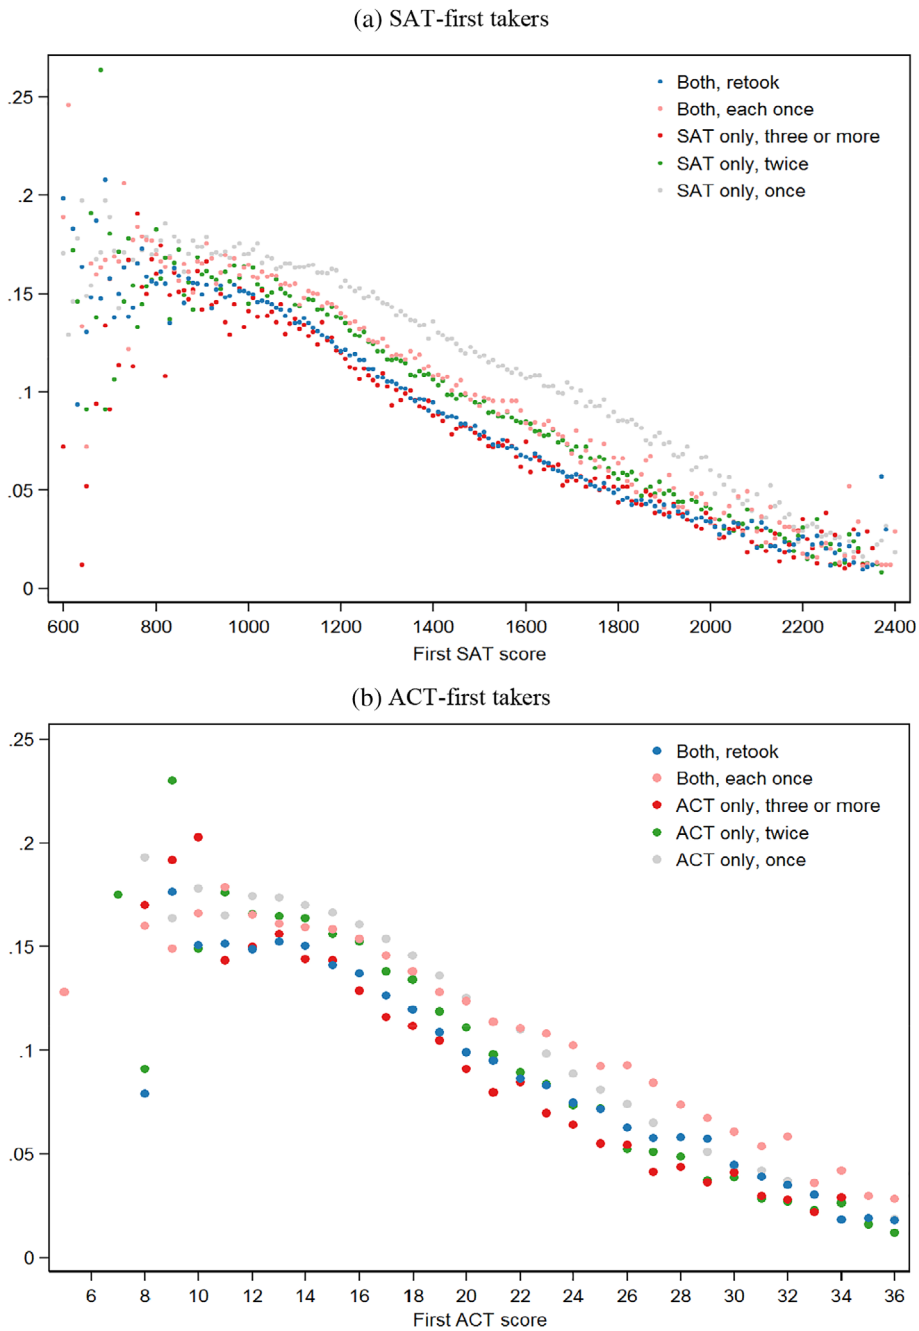 (a) SAT-first takers
.25
.2
.15
.1
.05
0
Both, retook
Both, each once
SAT only, three or more
SAT only, twice
SAT only, once
600 800 1000 1200 1400 1600 1800 2000 2200 2400
First SAT score
(b) ACT-first takers
.25
.2
.15
.1
.05
0
Both, retook
Both, each once
ACT only, three or more
ACT only, twice
ACT only, once
6 8 10 12 14 16 18 20 22 24 26 28 30 32 34 36
First ACT score